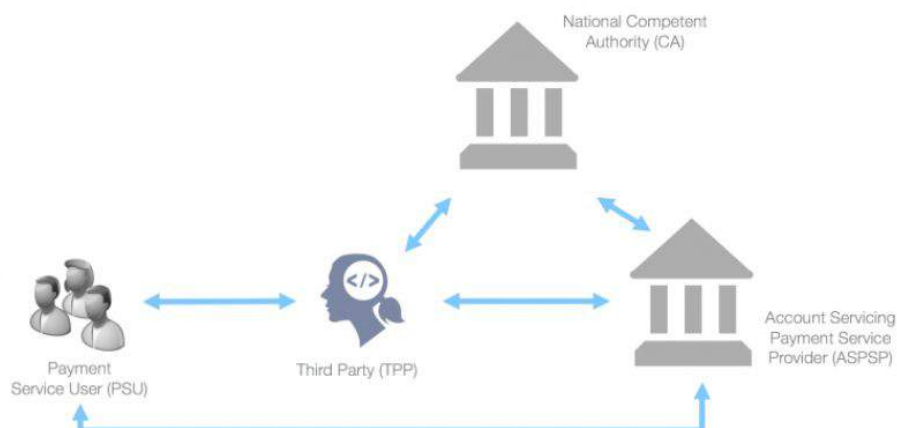 National Competent
Authority (CA)
</>
Payment
Service User (PSU)
Third Party (TPP)
Account Servicing
Payment Service
Provider (ASPSP)